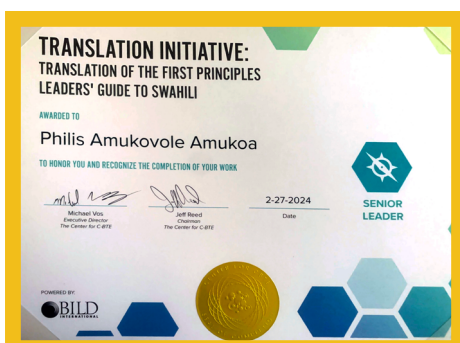 TRANSLATION INITIATIVE:
TRANSLATION OF THE FIRST PRINCIPLES
LEADERS' GUIDE TO SWAHILI
AWARDED TO
Philis Amukovole Amukoa
TO HONOR YOU AND RECOGNIZE THE COMPLETION OF YOUR WORK
Michael Vos
Executive Director
The Center for C-BTE
Jeff Reed
Chairman
The Center for C-BTE
2-27-2024
Date
SENIOR
LEADER
POWERED BY:
BILD
INTERNATIONAL